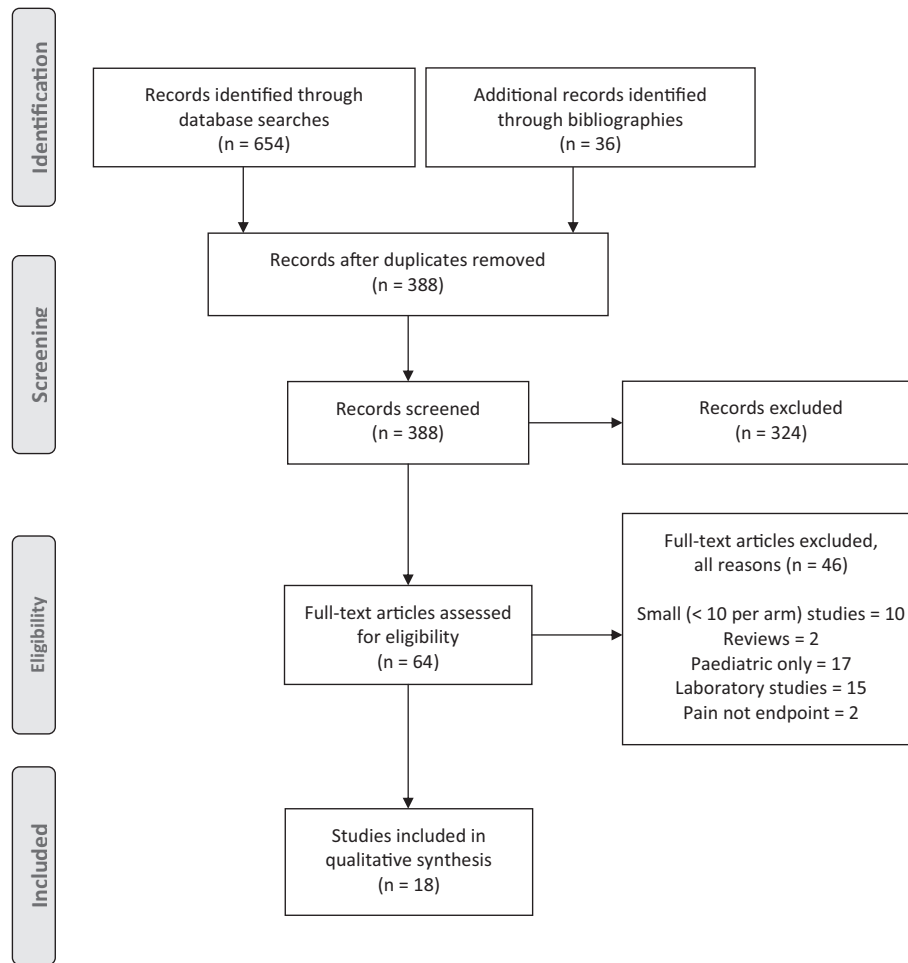 Identification
Records identified through
database searches
(n = 654)
Additional records identified
through bibliographies
(n = 36)
Screening
Records after duplicates removed
(n = 388)
Records screened
(n = 388)
Records excluded
(n = 324)
Eligibility
Full-text articles assessed
for eligibility
(n = 64)
Full-text articles excluded,
all reasons (n = 46)
Small (< 10 per arm) studies = 10
Reviews = 2
Paediatric only = 17
Laboratory studies = 15
Pain not endpoint = 2
Included
Studies included in
qualitative synthesis
(n = 18)